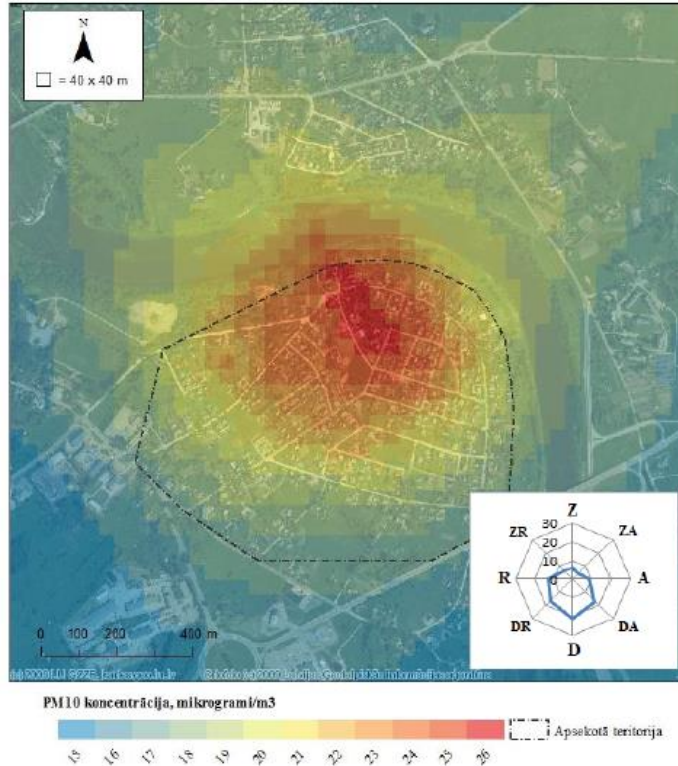 N
= 40 x 40 m
Z
ZR
ZA
30
20
10
0
R
A
DR
DA
D
0 100 200 400 m
PM10 koncentrācija, mikrogrami/m3
15 16 17 18 19 20 21 22 23 24 25 26
Apsekotā teritorija